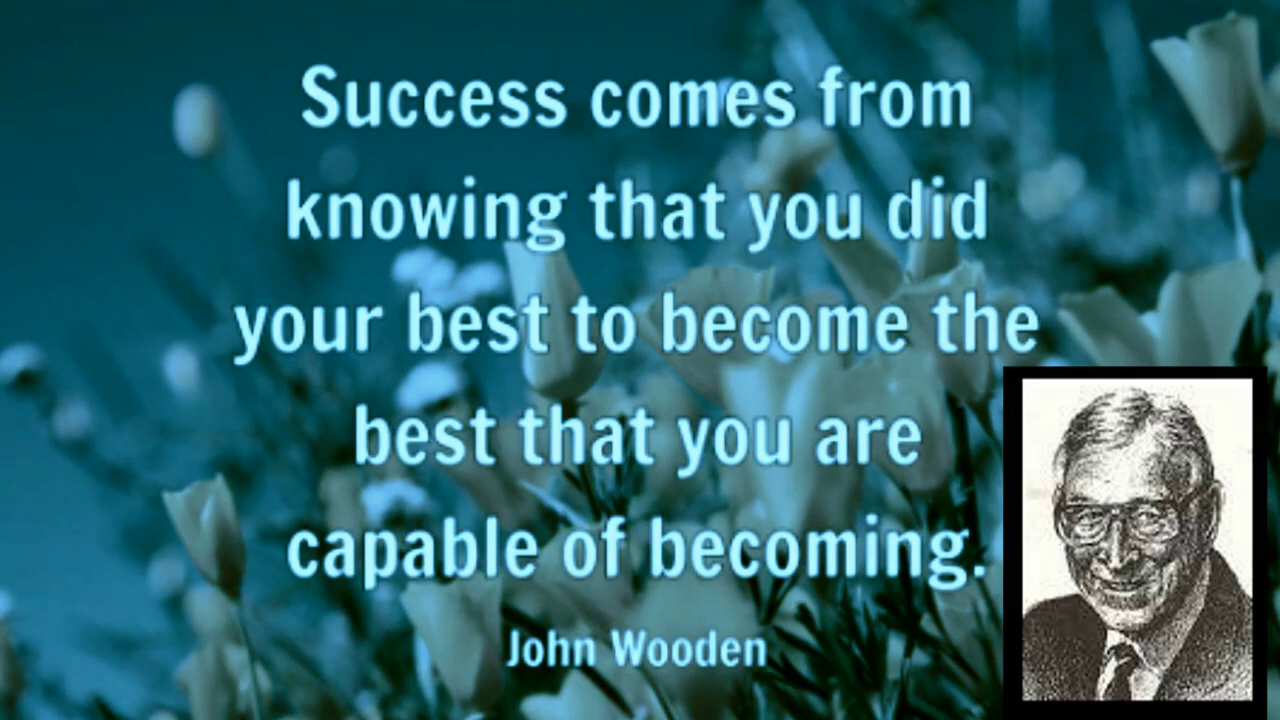 Success comes from
knowing that you did
your best to become the
best that you are
capable of becoming.
John Wooden